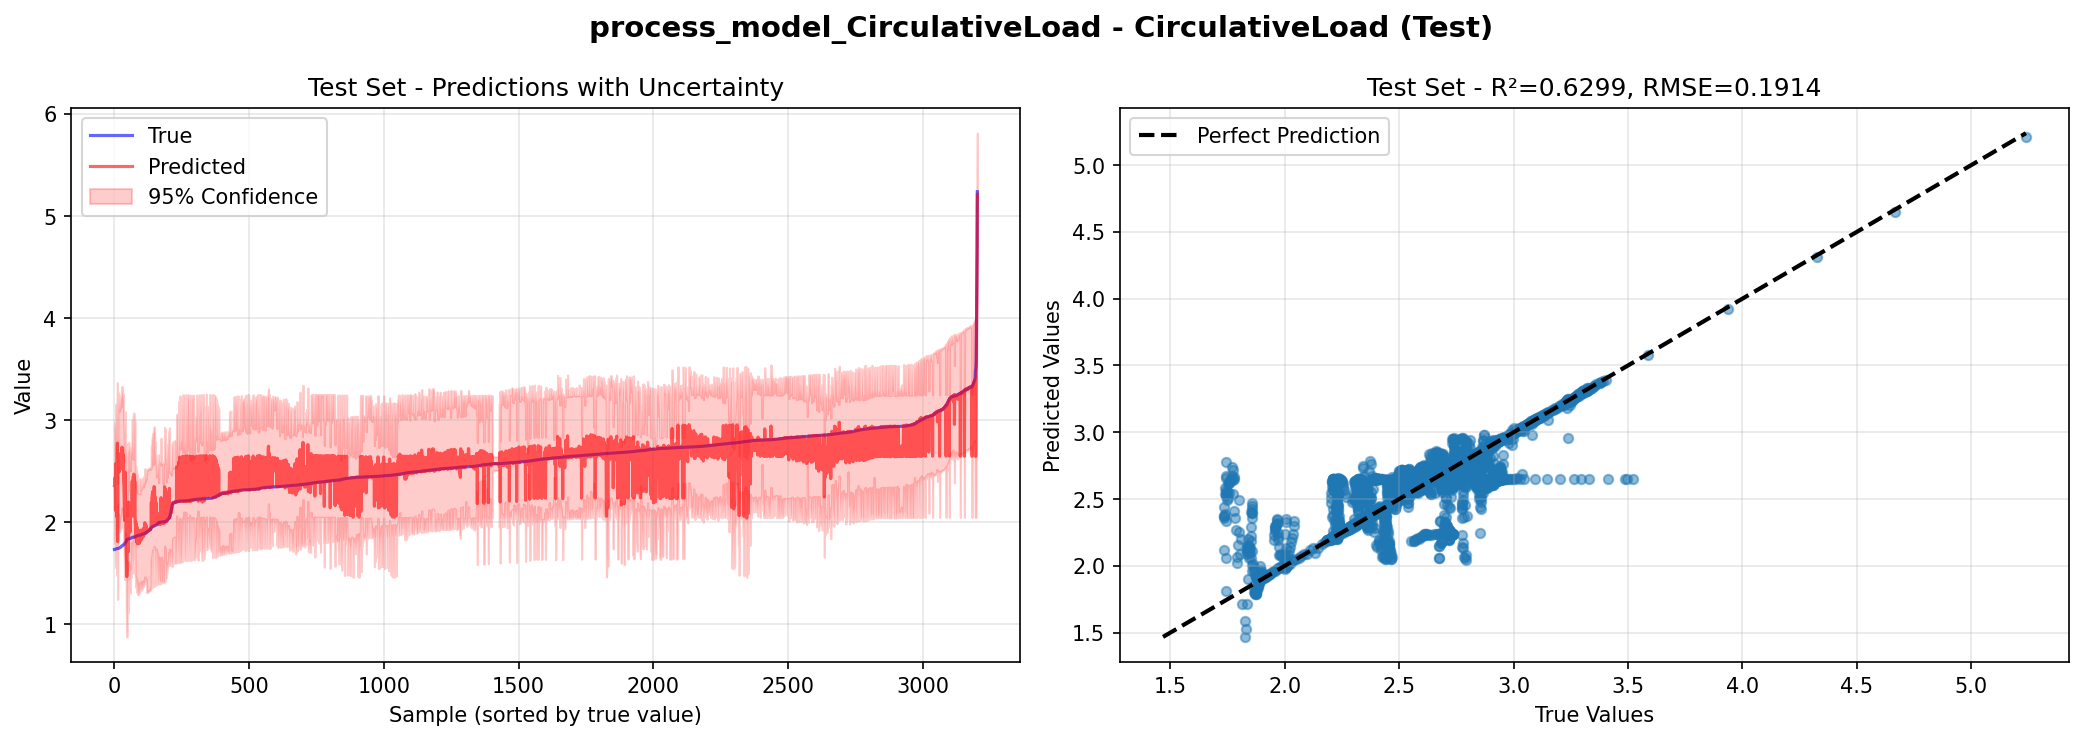 process_model_CirculativeLoad - CirculativeLoad (Test)
Test Set - Predictions with Uncertainty
True
Predicted
95% Confidence
Value
6
5
4
3
2
1
0
500
1000
1500
2000
2500
3000
Sample (sorted by true value)
Test Set - R²=0.6299, RMSE=0.1914
Perfect Prediction
Predicted Values
5.0
4.5
4.0
3.5
3.0
2.5
2.0
1.5
1.5
2.0
2.5
3.0
3.5
4.0
4.5
5.0
True Values